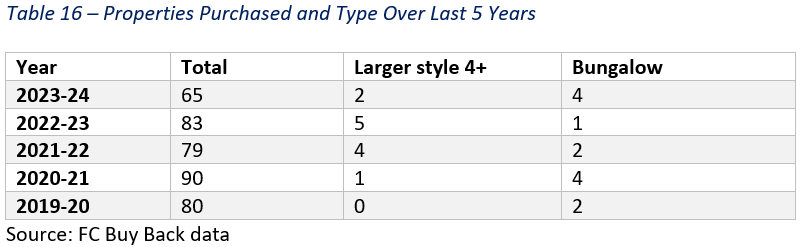 Table 16 – Properties Purchased and Type Over Last 5 Years
Year Total Larger style 4+ Bungalow
2023-24 65 2 4
2022-23 83 5 1
2021-22 79 4 2
2020-21 90 1 4
2019-20 80 0 2
Source: FC Buy Back data